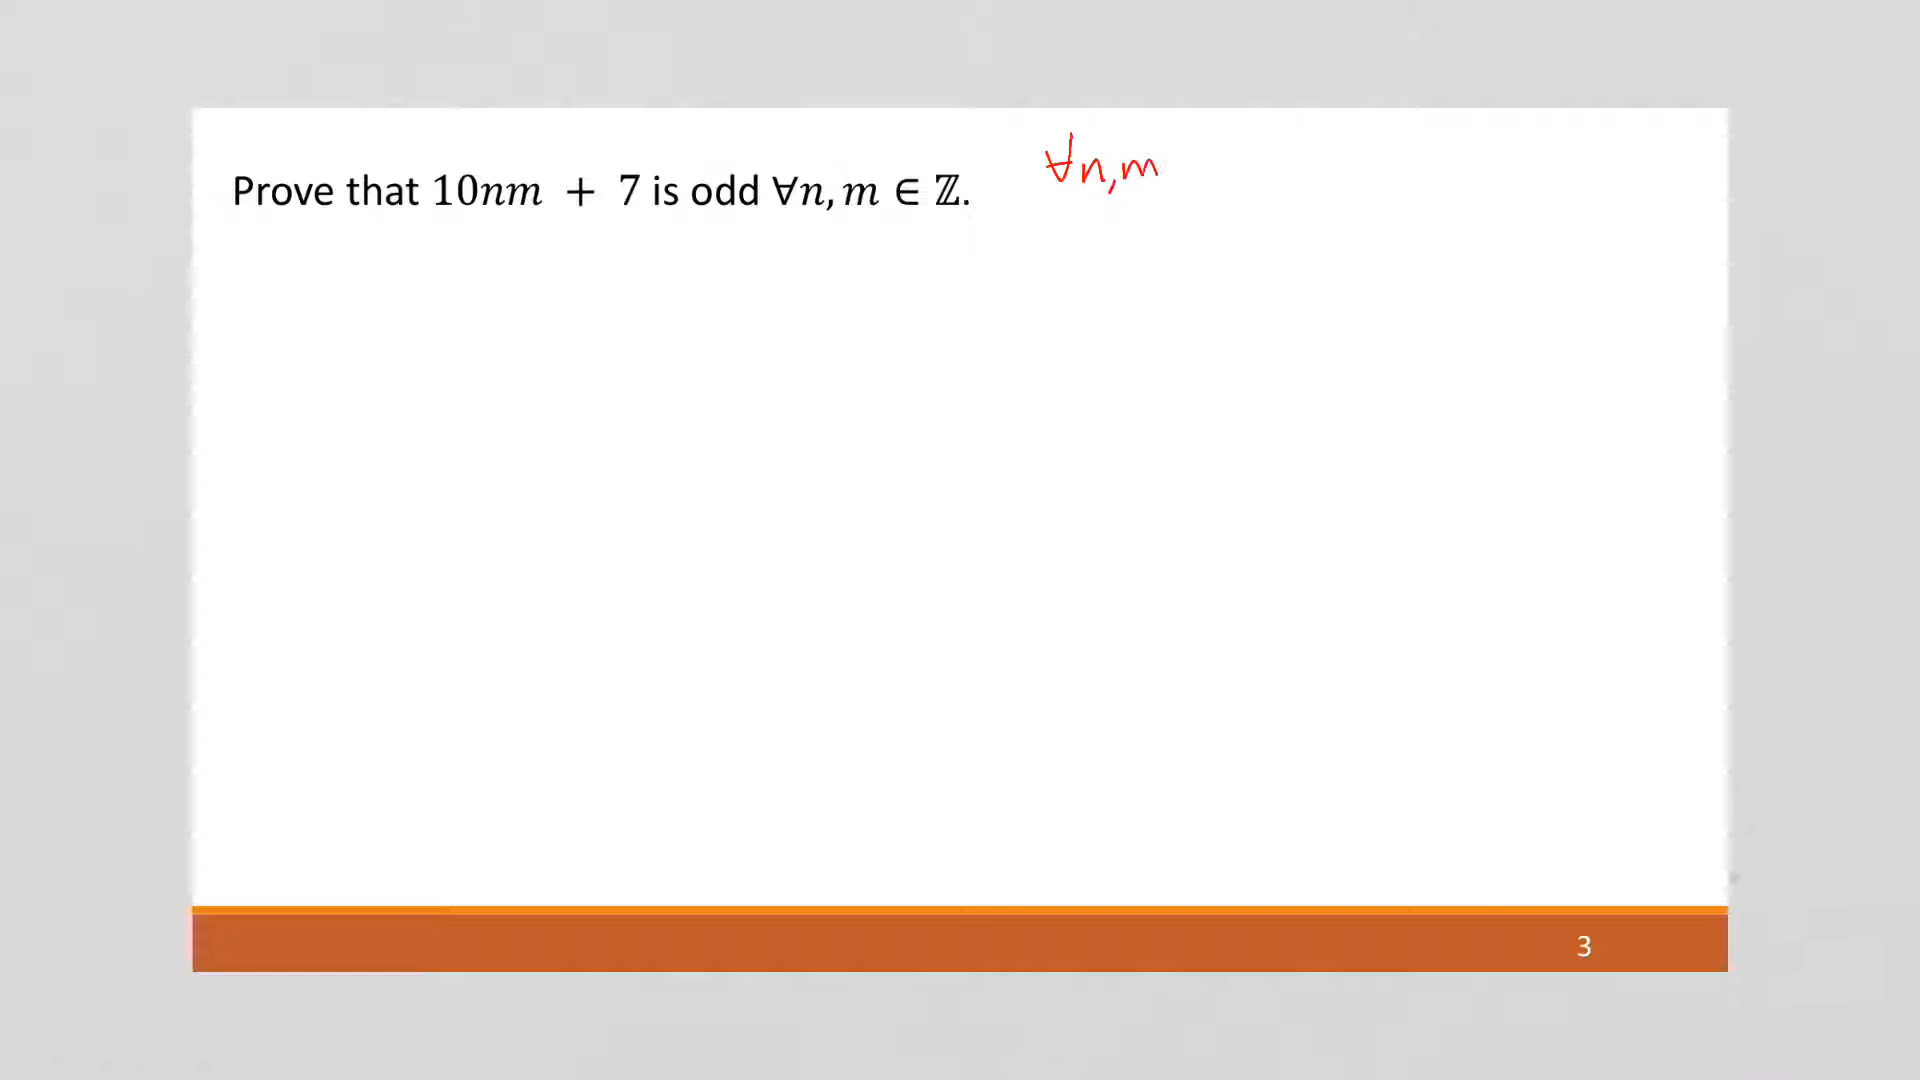 Prove that 10nm + 7 is odd ∀n, m ∈ ℤ.
∀n,m
3